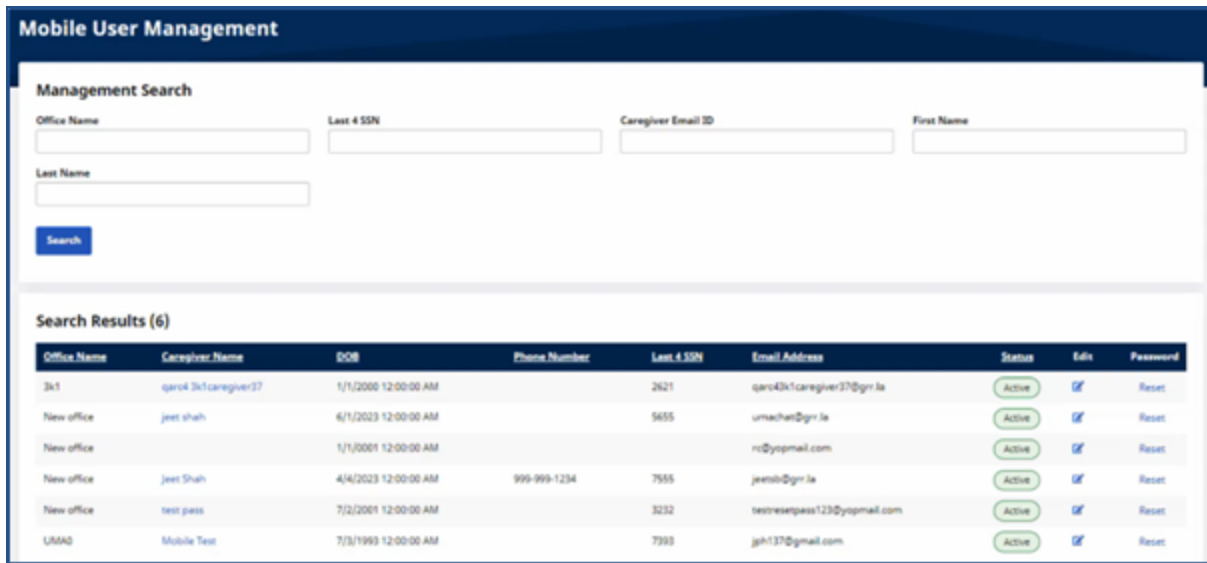 Mobile User Management
Management Search
Office Name Last 4 SSN Caregiver Email ID First Name
Last Name
Search
Search Results (6)
Office Name Caregiver Name DOB Phone Number Last 4 SSN Email Address Status Edit Password
3k1 qarc4 3k1caregiver37 1/1/2000 12:00:00 AM 2621 qarc43k1caregiver37@grr.la Active Reset
New office jeet shah 6/1/2023 12:00:00 AM 5655 umachat@grr.la Active Reset
New office 1/1/0001 12:00:00 AM rc@yopmail.com Active Reset
New office Jeet Shah 4/4/2023 12:00:00 AM 999-999-1234 7555 jeetsb@grr.la Active Reset
New office test pass 7/2/2001 12:00:00 AM 3232 testresetpass123@yopmail.com Active Reset
UMA0 Mobile Test 7/3/1993 12:00:00 AM 7393 jph137@gmail.com Active Reset